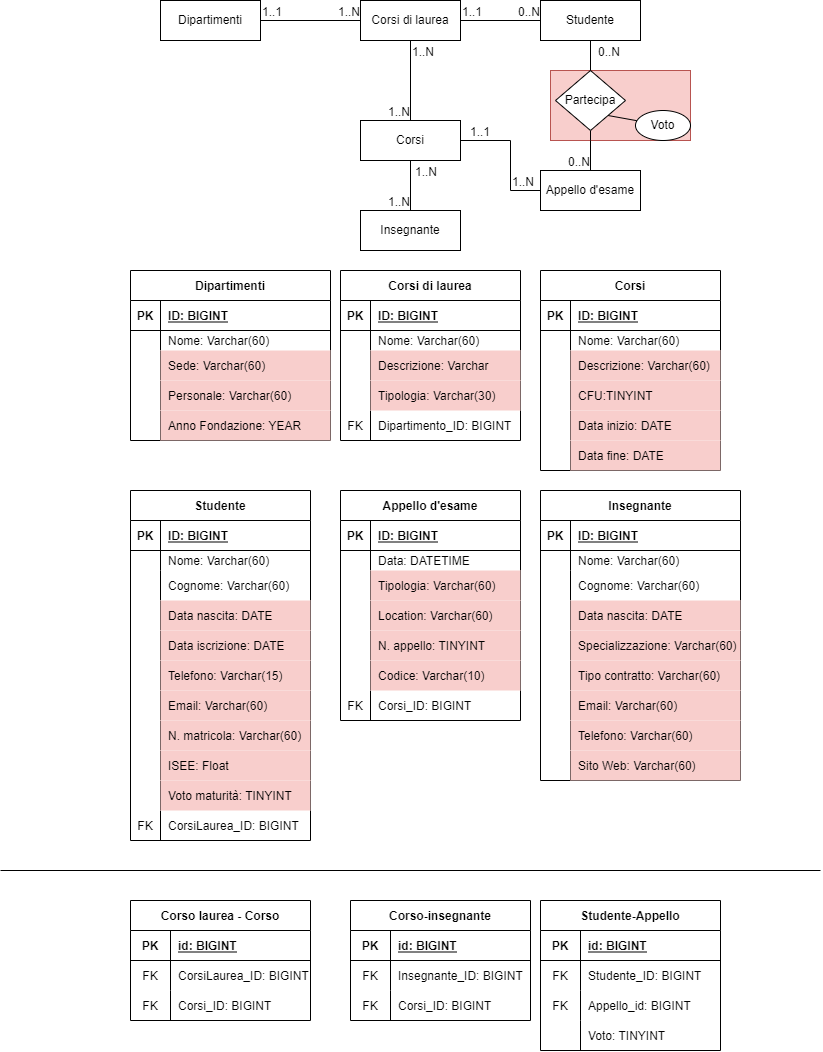 Dipartimenti 1..1 1..N Corsi di laurea 1..1 0..N Studente
1..N 0..N
Partecipa
Voto
1..N
Corsi 1..1
0..N
1..N 1..N Appello d'esame
1..N
Insegnante
Dipartimenti
PK ID: BIGINT
Nome: Varchar(60)
Sede: Varchar(60)
Personale: Varchar(60)
Anno Fondazione: YEAR
Corsi di laurea
PK ID: BIGINT
Nome: Varchar(60)
Descrizione: Varchar
Tipologia: Varchar(30)
FK Dipartimento_ID: BIGINT
Corsi
PK ID: BIGINT
Nome: Varchar(60)
Descrizione: Varchar(60)
CFU:TINYINT
Data inizio: DATE
Data fine: DATE
Studente
PK ID: BIGINT
Nome: Varchar(60)
Cognome: Varchar(60)
Data nascita: DATE
Data iscrizione: DATE
Telefono: Varchar(15)
Email: Varchar(60)
N. matricola: Varchar(60)
ISEE: Float
Voto maturità: TINYINT
FK CorsiLaurea_ID: BIGINT
Appello d'esame
PK ID: BIGINT
Data: DATETIME
Tipologia: Varchar(60)
Location: Varchar(60)
N. appello: TINYINT
Codice: Varchar(10)
FK Corsi_ID: BIGINT
Insegnante
PK ID: BIGINT
Nome: Varchar(60)
Cognome: Varchar(60)
Data nascita: DATE
Specializzazione: Varchar(60)
Tipo contratto: Varchar(60)
Email: Varchar(60)
Telefono: Varchar(60)
Sito Web: Varchar(60)
Corso laurea - Corso
PK id: BIGINT
FK CorsiLaurea_ID: BIGINT
FK Corsi_ID: BIGINT
Corso-insegnante
PK id: BIGINT
FK Insegnante_ID: BIGINT
FK Corsi_ID: BIGINT
Studente-Appello
PK id: BIGINT
FK Studente_ID: BIGINT
FK Appello_id: BIGINT
Voto: TINYINT